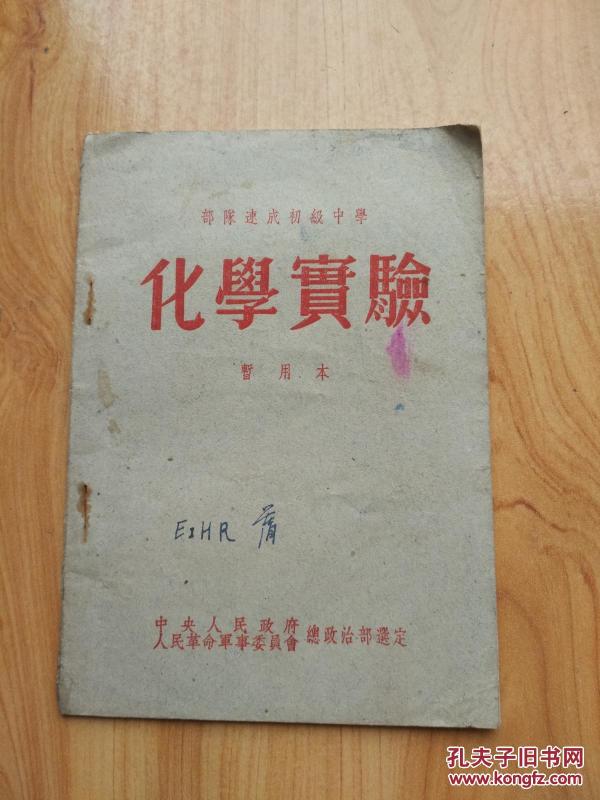 部隊速成初級中學
化學實驗
暫用本
EIHR
中央人民政府
人民革命軍事委員會 總政治部選定
孔夫子旧书网
www.kongfz.com